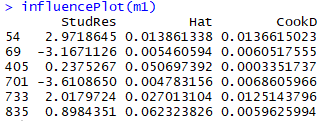 > influencePlot(m1)
StudRes Hat CookD
54 2.9718645 0.013861338 0.0136615023
69 -3.1671126 0.005460594 0.0060517555
405 0.2375267 0.050697392 0.0003351737
701 -3.6108650 0.004783156 0.0068605966
733 2.0179724 0.027013104 0.0125143796
835 0.8984351 0.062323826 0.0059625994